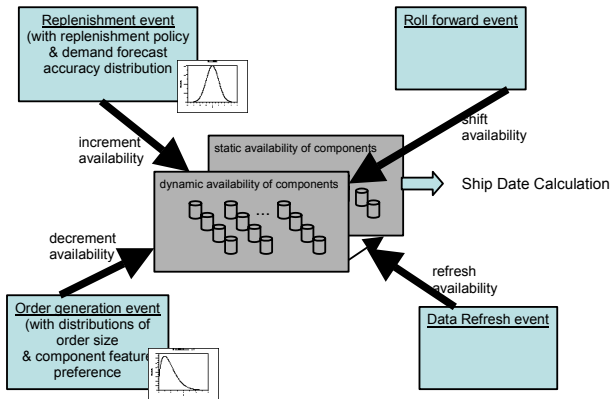 Replenishment event
(with replenishment policy
& demand forecast
accuracy distribution
Roll forward event
increment
availability
shift
availability
static availability of components
dynamic availability of components
...
Ship Date Calculation
decrement
availability
refresh
availability
Order generation event
(with distributions of
order size
& component feature
preference
Data Refresh event